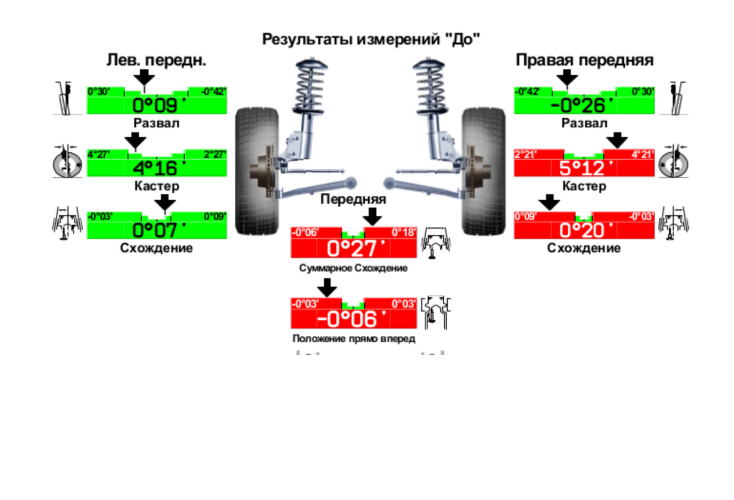 Результаты измерений "До"
Лев. передн.
Правая передняя
0°30' -0°42'
0°09 '
Развал
-0°42' 0°30'
-0°26 '
Развал
4°27' 2°27'
4°16 '
Кастер
2°21' 4°21'
5°12 '
Кастер
-0°03' 0°09'
0°07 '
Схождение
Передняя
-0°06' 0°18'
0°27 '
Суммарное Схождение
0°09' -0°03'
0°20 '
Схождение
-0°03' 0°03'
-0°06 '
Положение прямо вперед